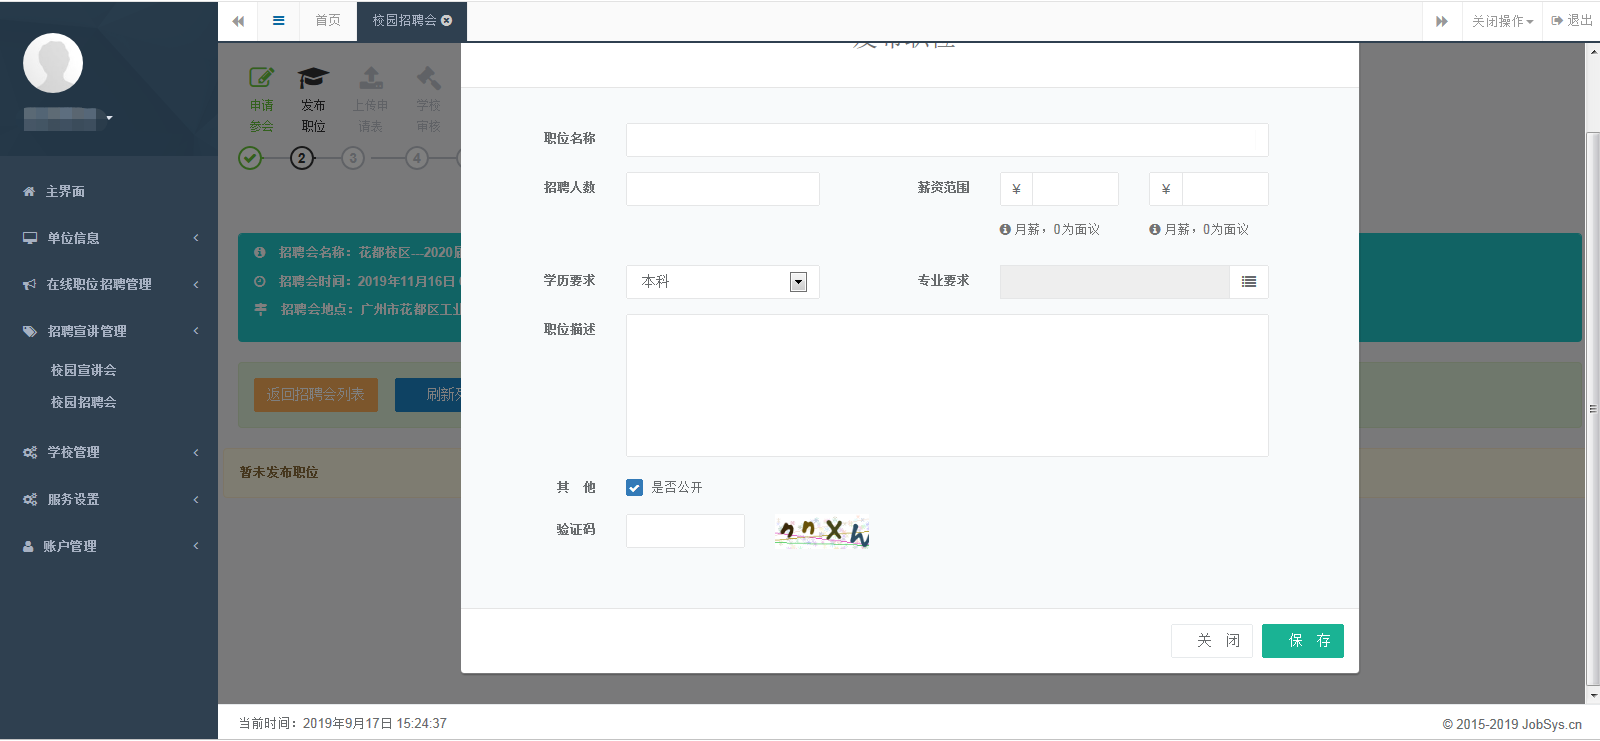 首页
校园招聘会
关闭操作
退出
主界面
单位信息
在线职位招聘管理
招聘宣讲管理
校园宣讲会
校园招聘会
学校管理
服务设置
账户管理
申请
参会
发布
职位
上传申
请表
学校
审核
2
3
4
招聘会名称：花都校区—2020届
招聘会时间：2019年11月16日
招聘会地点：广州市花都区工业
返回招聘会列表
刷新列
暂未发布职位
发布职位
职位名称
招聘人数
薪资范围
¥
¥
月薪，0为面议
月薪，0为面议
学历要求
本科
专业要求
职位描述
其 他
是否公开
验证码
nnXW
关 闭
保 存
当前时间：2019年9月17日 15:24:37
© 2015-2019 JobSys.cn